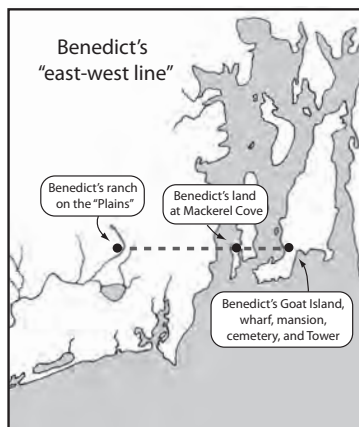 Benedict's
"east-west line"
Benedict's ranch
on the "Plains"
Benedict's land
at Mackerel Cove
Benedict's Goat Island,
wharf, mansion,
cemetery, and Tower